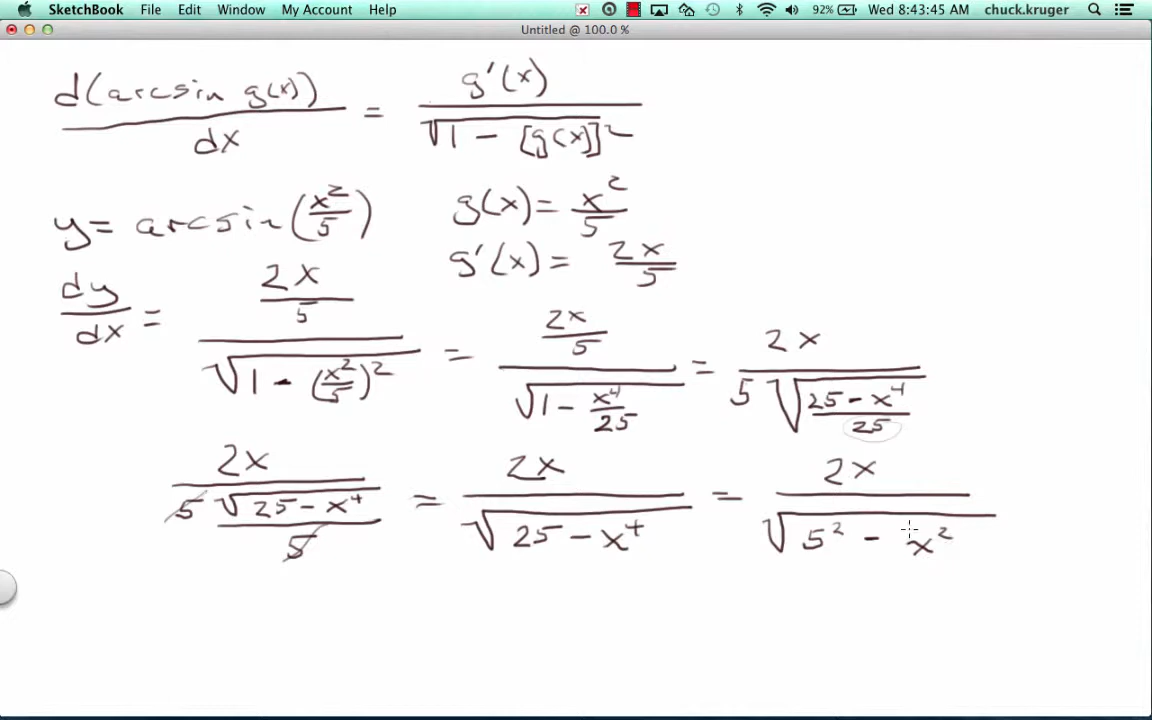 SketchBook File Edit Window My Account Help 92% Wed 8:43:45 AM chuck.kruger
Untitled @ 100.0 %
d(arcsin g(x))/dx = g'(x)/√(1 - [g(x)]²)
y = arcsin(x²/5) g(x) = x²/5
g'(x) = 2x/5
dy/dx = (2x/5)/√(1 - (x²/5)²) = (2x/5)/√(1 - x⁴/25) = 2x/(5√((25 - x⁴)/25))
2x/(5√(25 - x⁴)/5) = 2x/√(25 - x⁴) = 2x/√(5² - x²